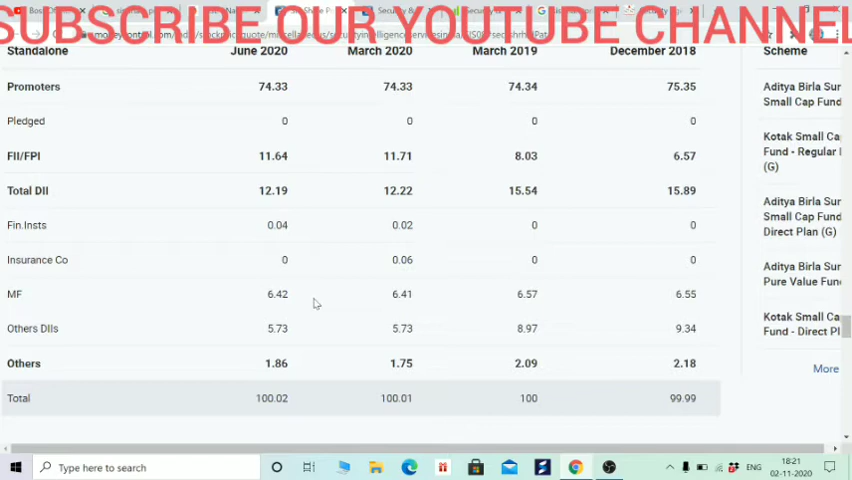 SUBSCRIBE OUR YOUTUBE CHANNEL
Standalone June 2020 March 2020 March 2019 December 2018
Promoters 74.33 74.33 74.34 75.35
Pledged 0 0 0 0
FII/FPI 11.64 11.71 8.03 6.57
Total DII 12.19 12.22 15.54 15.89
Fin.Insts 0.04 0.02 0 0
Insurance Co 0 0.06 0 0
MF 6.42 6.41 6.57 6.55
Others DIIs 5.73 5.73 8.97 9.34
Others 1.86 1.75 2.09 2.18
Total 100.02 100.01 100 99.99
Scheme
Aditya Birla Sun
Small Cap Fund
Kotak Small Ca
Fund - Regular
(G)
Aditya Birla Sun
Small Cap Fund
Direct Plan (G)
Aditya Birla Sun
Pure Value Fun
Kotak Small Ca
Fund - Direct Pl
More
Type here to search
ENG
18:21
02-11-2020